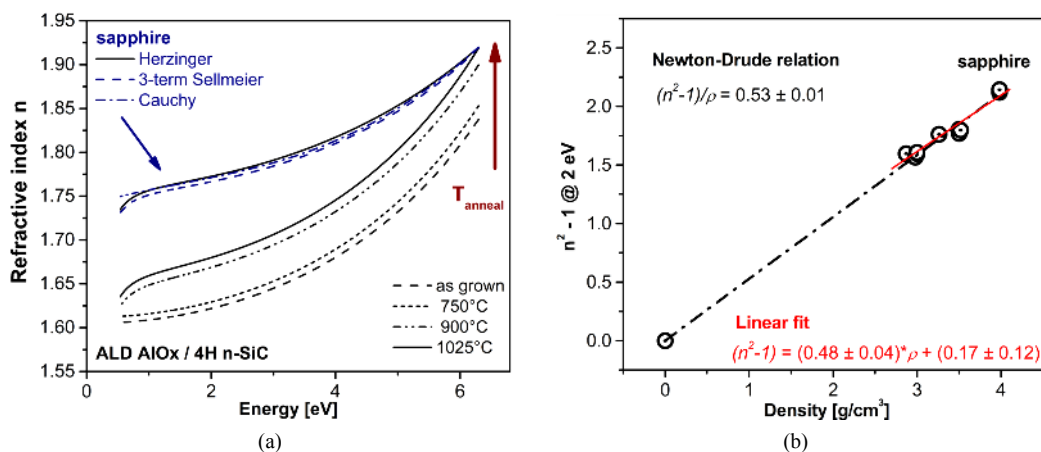 Refractive index n
1.95
1.90
1.85
1.80
1.75
1.70
1.65
1.60
1.55
sapphire
Herzinger
3-term Sellmeier
Cauchy
T anneal
as grown
750°C
900°C
1025°C
ALD AlOx / 4H n-SiC
0 2 4 6
Energy [eV]
(a)
n² - 1 @ 2 eV
2.5
2.0
1.5
1.0
0.5
0.0
Newton-Drude relation
(n²-1)/ρ = 0.53 ± 0.01
sapphire
Linear fit
(n²-1) = (0.48 ± 0.04)*ρ + (0.17 ± 0.12)
0 1 2 3 4
Density [g/cm³]
(b)